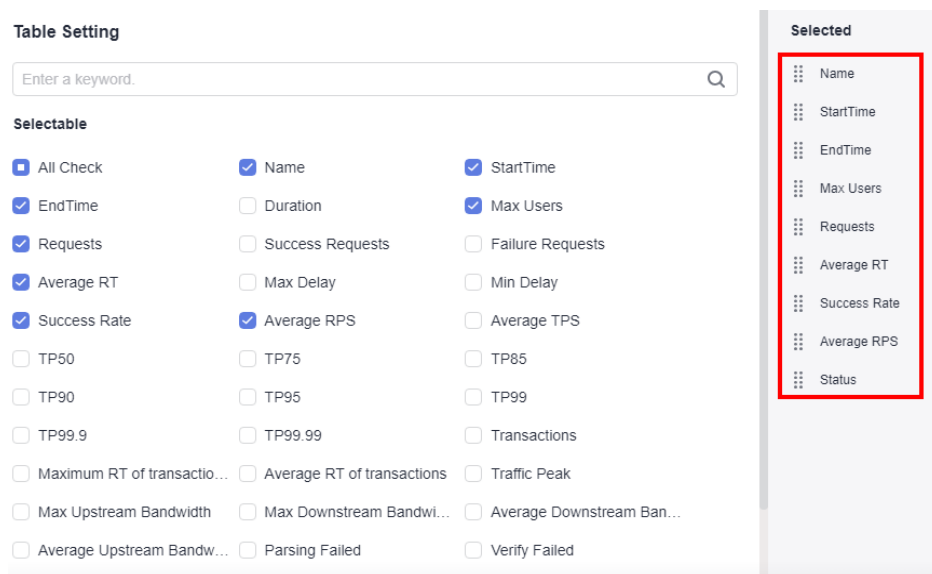 Table Setting
Enter a keyword.
Selectable
All Check
Name
StartTime
EndTime
Duration
Max Users
Requests
Success Requests
Failure Requests
Average RT
Max Delay
Min Delay
Success Rate
Average RPS
Average TPS
TP50
TP75
TP85
TP90
TP95
TP99
TP99.9
TP99.99
Transactions
Maximum RT of transactio...
Average RT of transactions
Traffic Peak
Max Upstream Bandwidth
Max Downstream Bandwi...
Average Downstream Ban...
Average Upstream Bandw...
Parsing Failed
Verify Failed
Selected
Name
StartTime
EndTime
Max Users
Requests
Average RT
Success Rate
Average RPS
Status